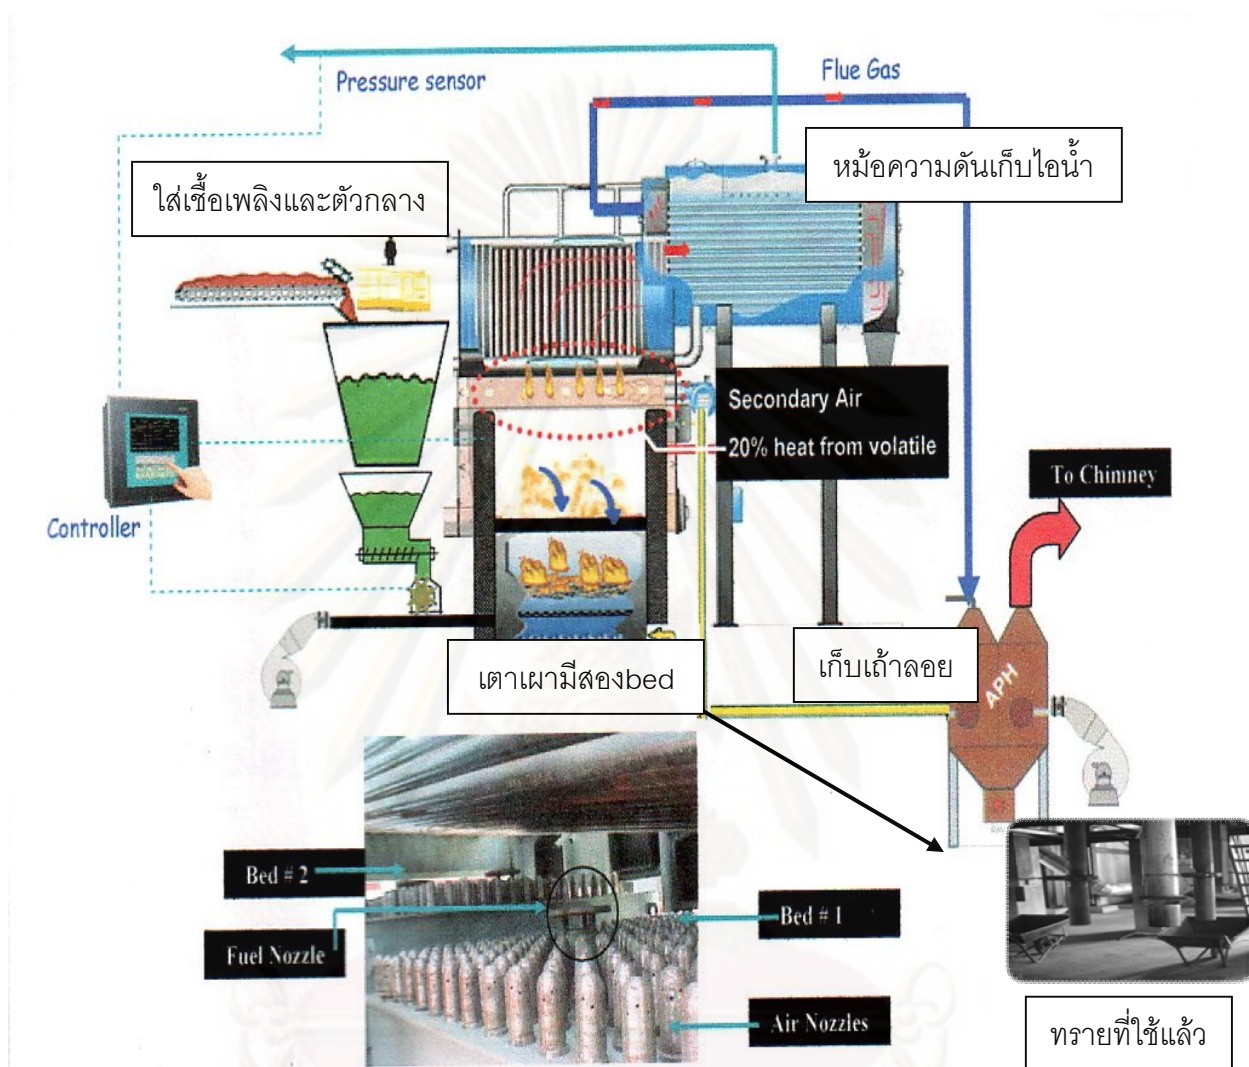 Pressure sensor
Flue Gas
หม้อความดันเก็บไอน้ำ
ใส่เชื้อเพลิงและตัวกลาง
Secondary Air
20% heat from volatile
To Chimney
Controller
เตาเผามีสองbed
เก็บเถ้าลอย
APH
Bed # 2
Bed # 1
Fuel Nozzle
Air Nozzles
ทรายที่ใช้แล้ว